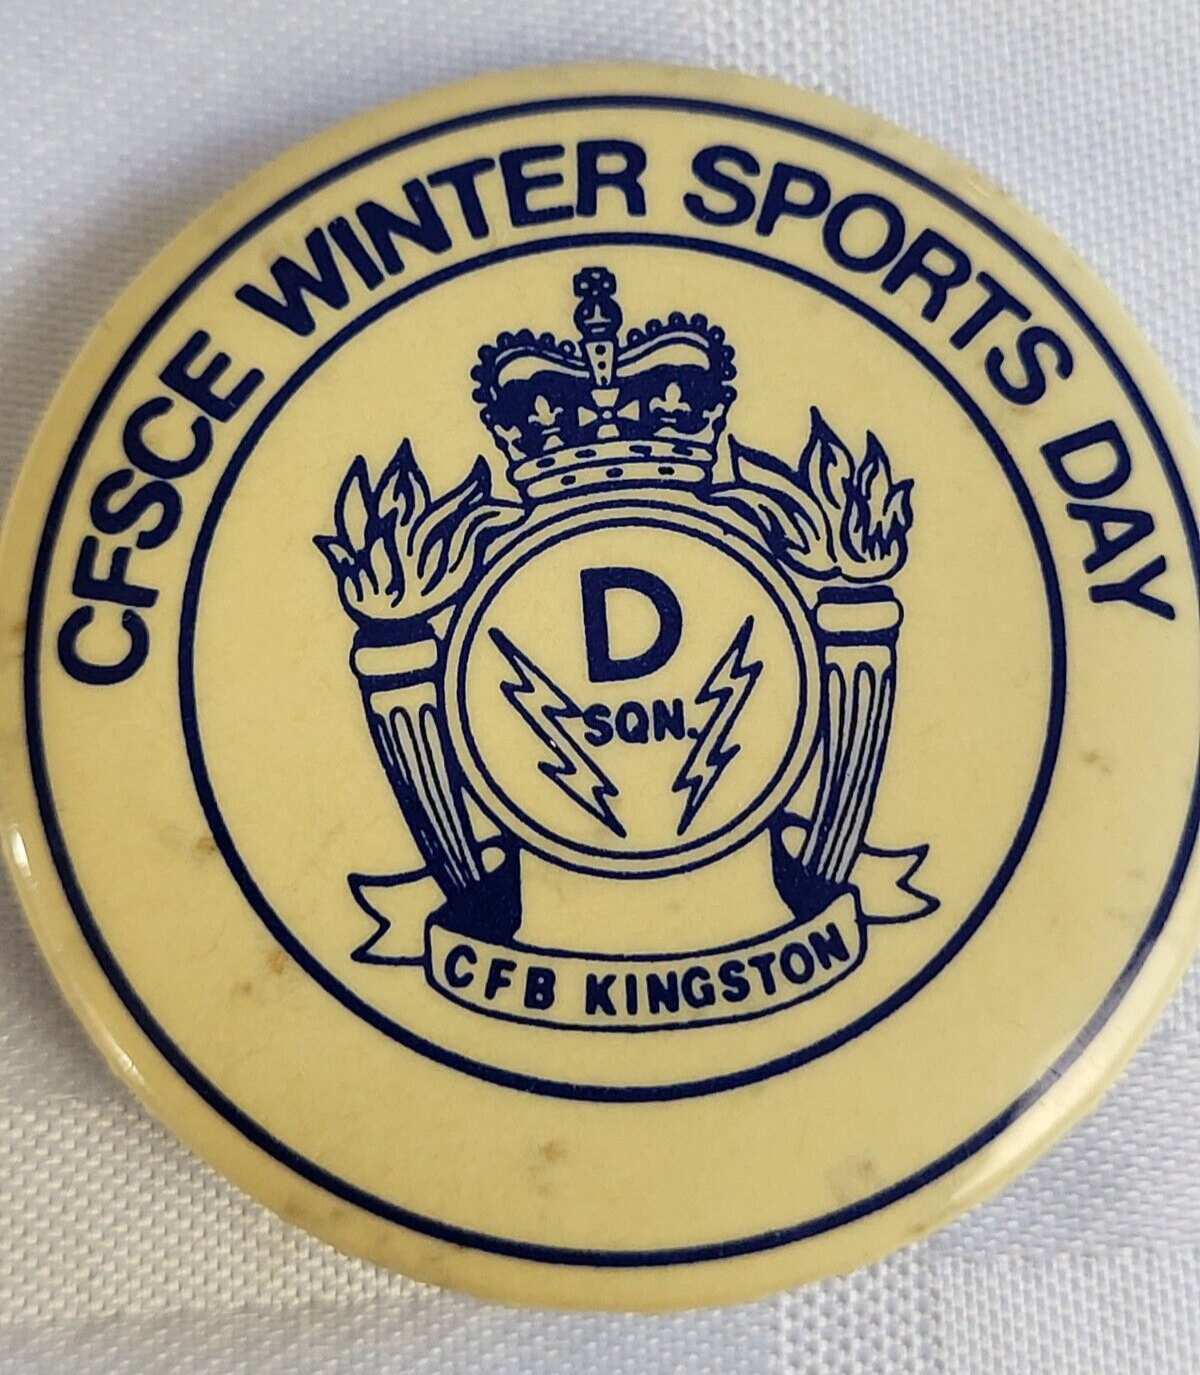 CFSCE WINTER SPORTS DAY
D
SQN.
CFB KINGSTON